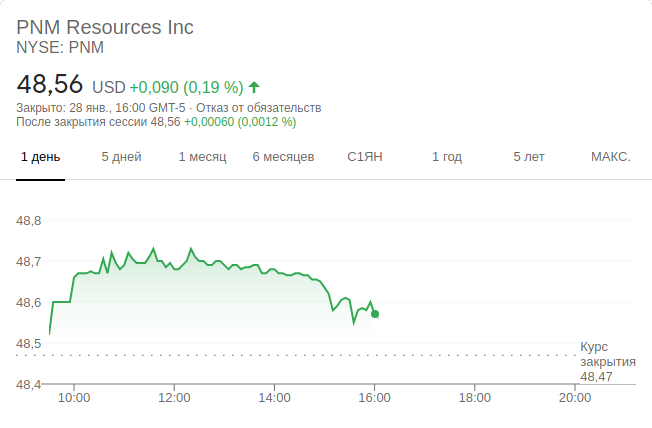 PNM Resources Inc
NYSE: PNM
48,56 USD +0,090 (0,19 %)
Закрыто: 28 янв., 16:00 GMT-5 · Отказ от обязательств
После закрытия сессии 48,56 +0,00060 (0,0012 %)
1 день 5 дней 1 месяц 6 месяцев С1ЯН 1 год 5 лет МАКС.
48,8
48,7
48,6
48,5
48,4
Курс
закрытия
48,47
10:00 12:00 14:00 16:00 18:00 20:00